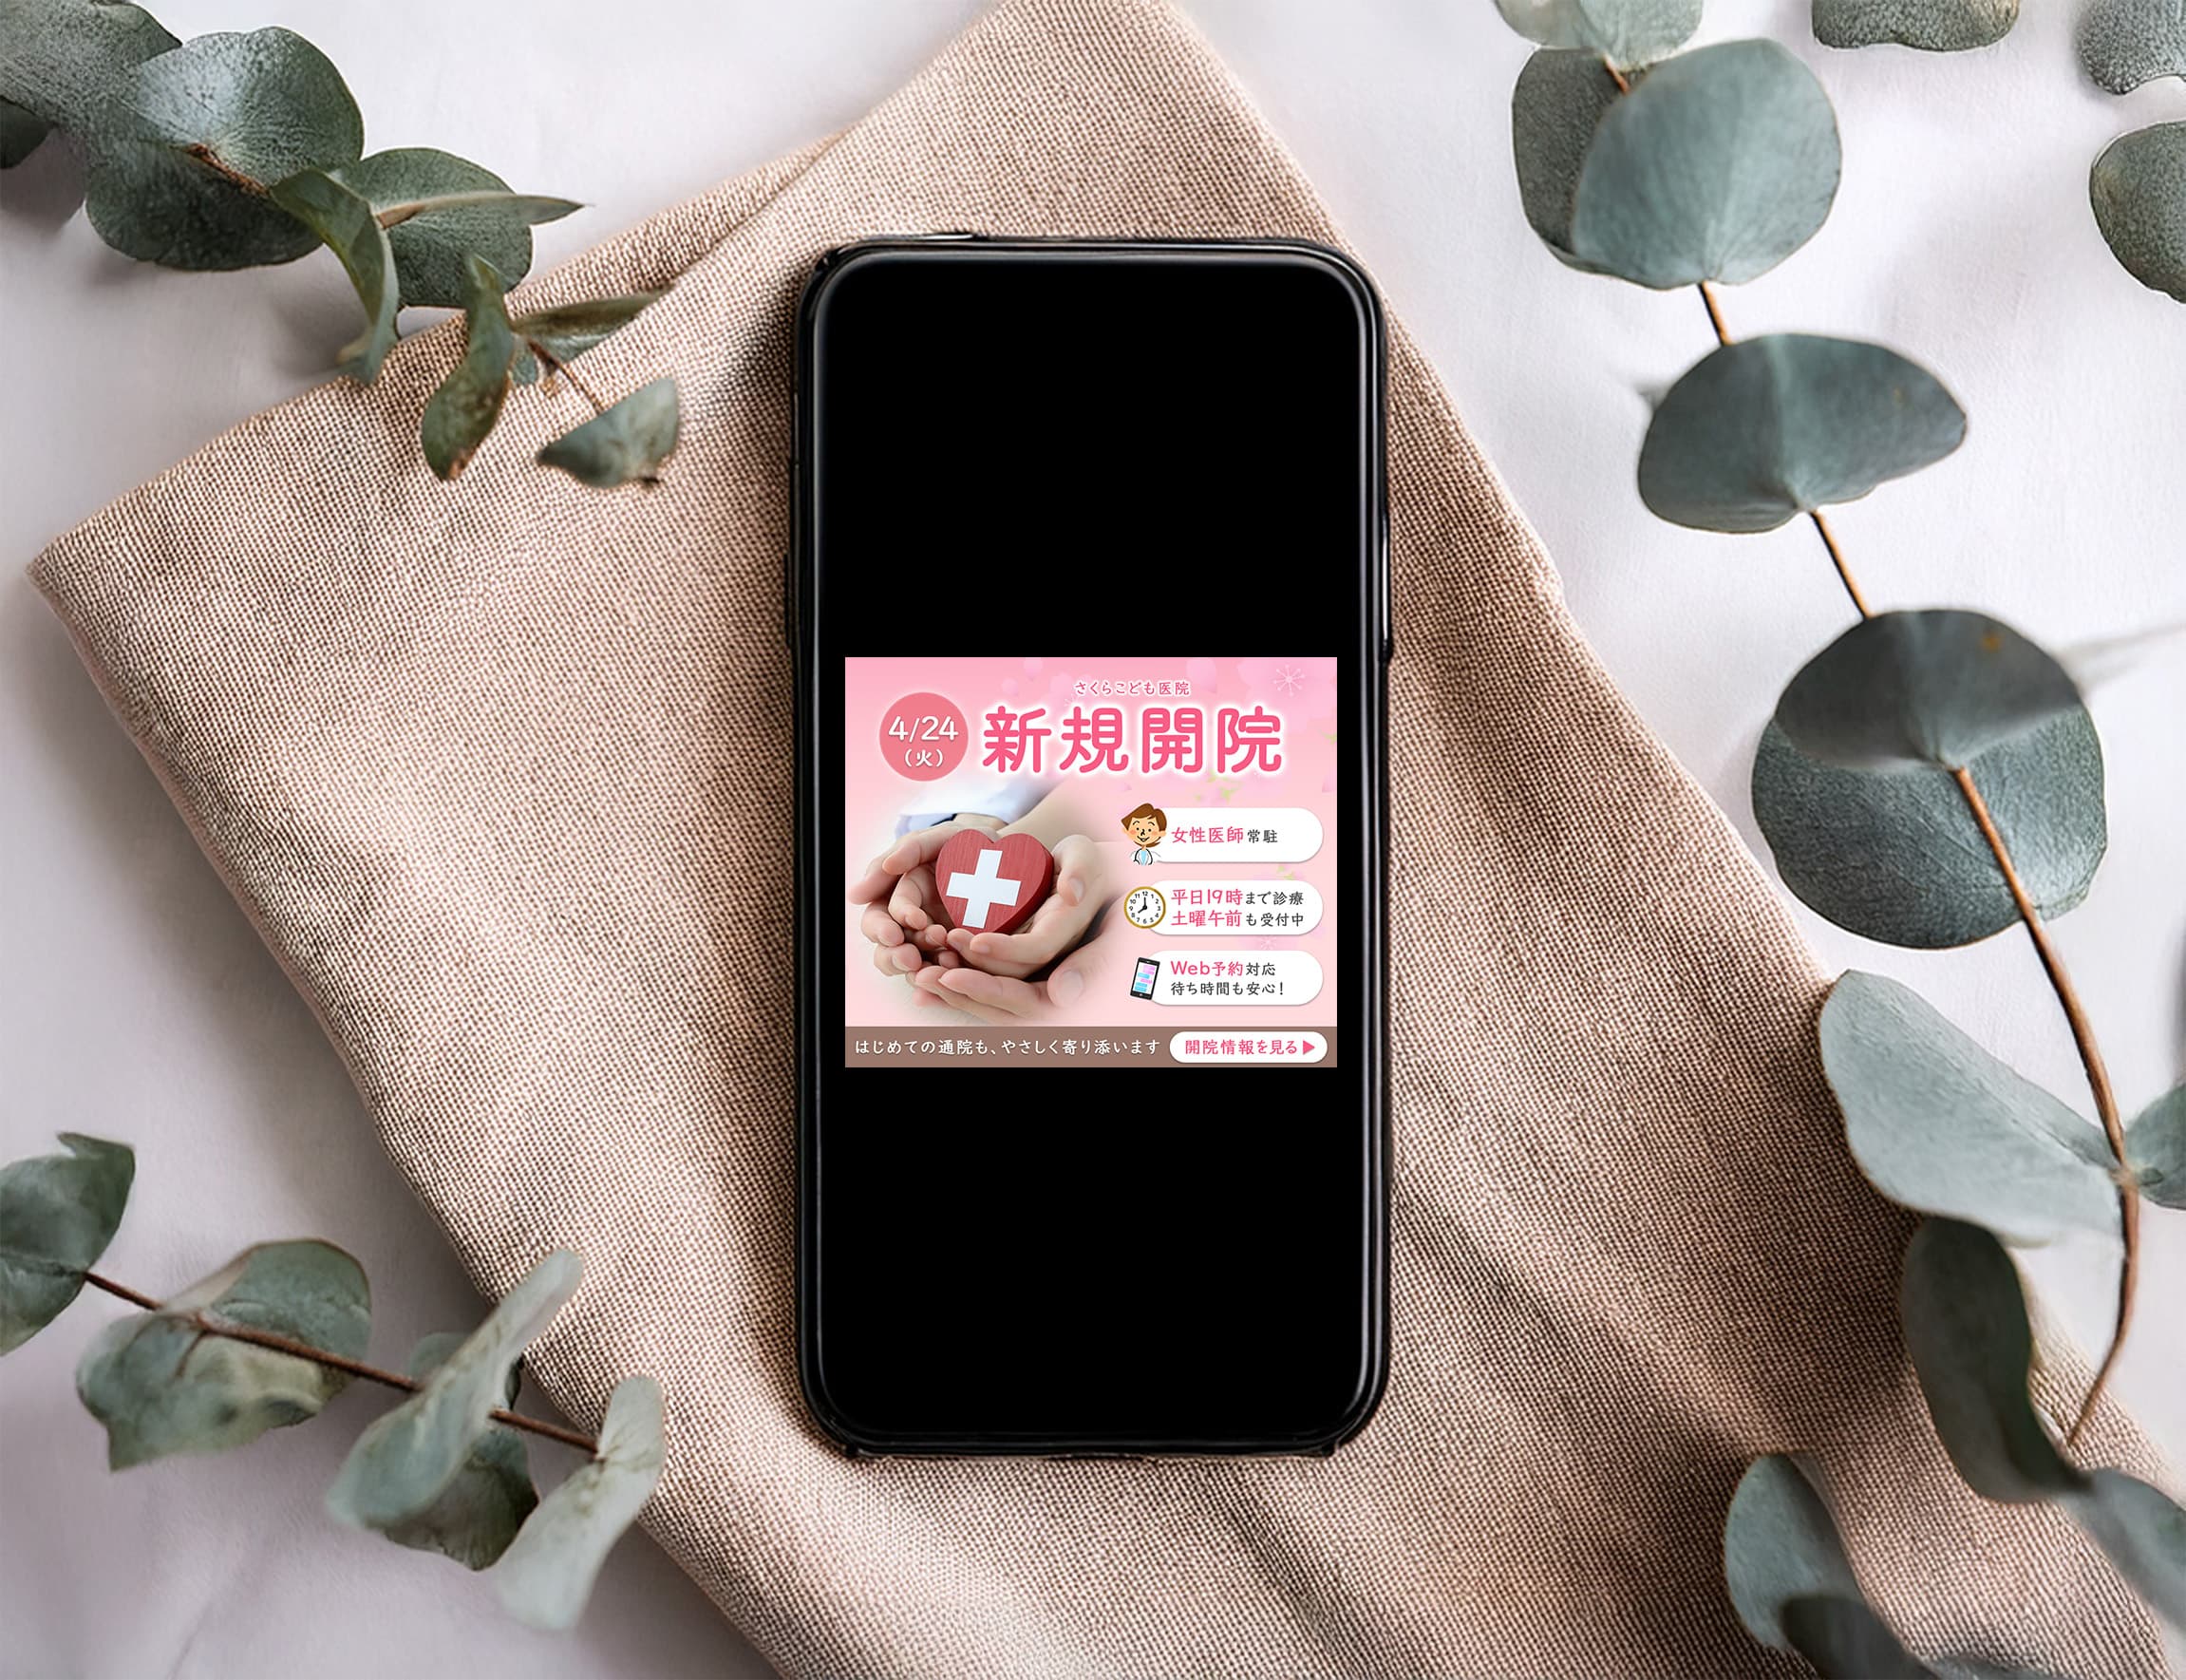 さくらこども医院
4/24
(火)
新規開院
女性医師常駐
平日19時まで診療
土曜午前も受付中
Web予約対応
待ち時間も安心!
はじめての通院も、やさしく寄り添います
開院情報を見る▶